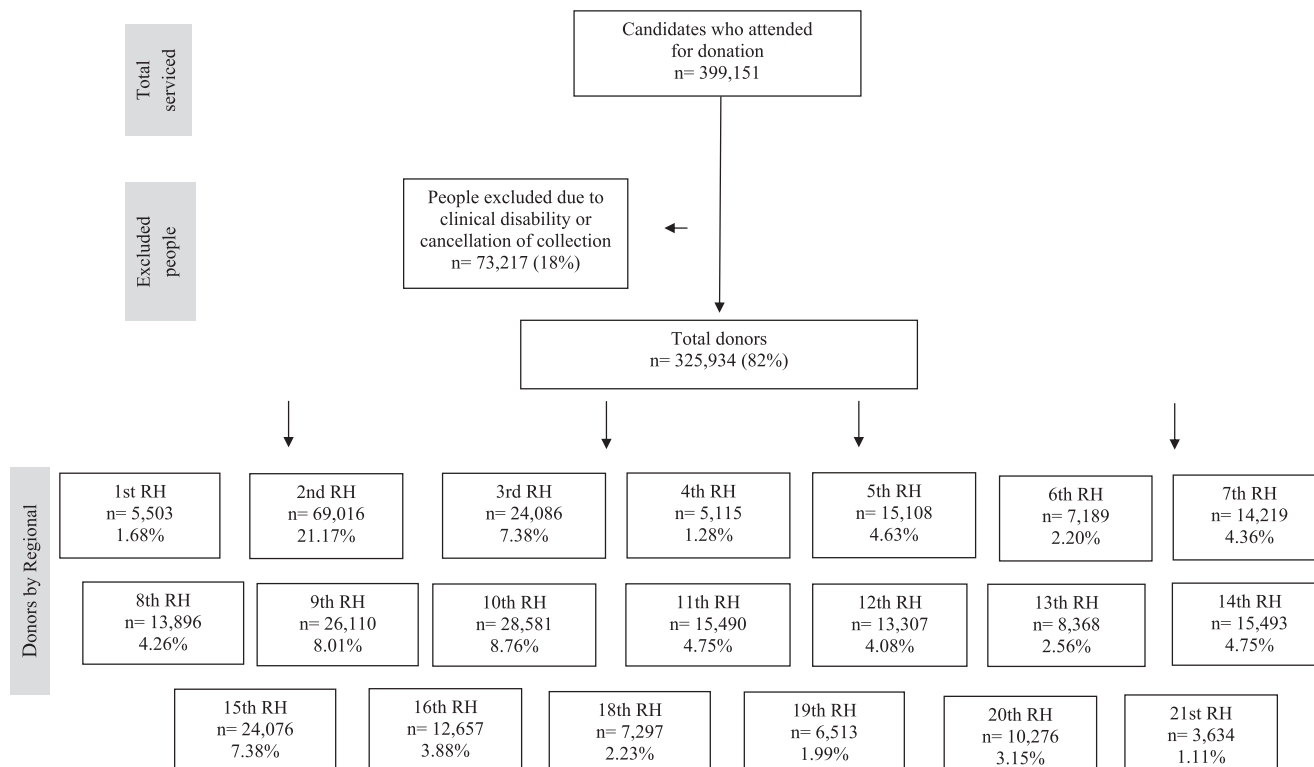 Total
serviced
Candidates who attended
for donation
n= 399,151
Excluded
people
People excluded due to
clinical disability or
cancellation of collection
n= 73,217 (18%)
Total donors
n= 325,934 (82%)
Donors by Regional
1st RH
n= 5,503
1.68%
2nd RH
n= 69,016
21.17%
3rd RH
n= 24,086
7.38%
4th RH
n= 5,115
1.28%
5th RH
n= 15,108
4.63%
6th RH
n= 7,189
2.20%
7th RH
n= 14,219
4.36%
8th RH
n= 13,896
4.26%
9th RH
n= 26,110
8.01%
10th RH
n= 28,581
8.76%
11th RH
n= 15,490
4.75%
12th RH
n= 13,307
4.08%
13th RH
n= 8,368
2.56%
14th RH
n= 15,493
4.75%
15th RH
n= 24,076
7.38%
16th RH
n= 12,657
3.88%
18th RH
n= 7,297
2.23%
19th RH
n= 6,513
1.99%
20th RH
n= 10,276
3.15%
21st RH
n= 3,634
1.11%